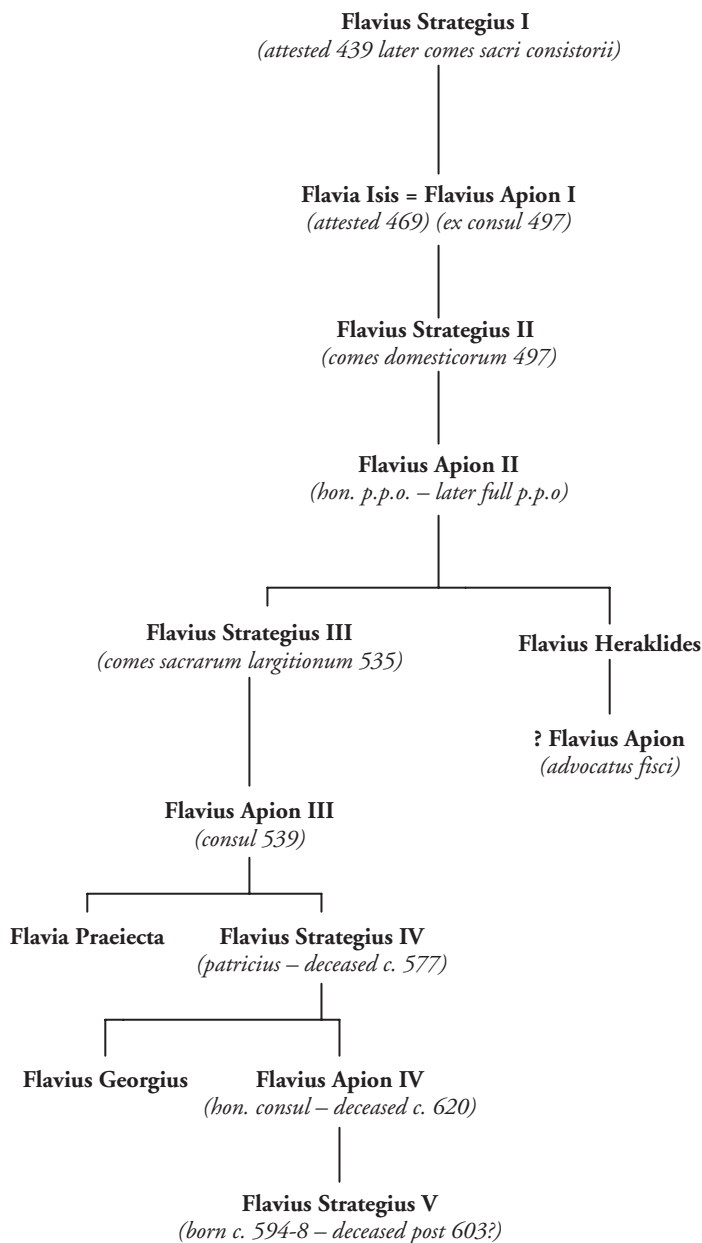 Flavius Strategius I
(attested 439 later comes sacri consistorii)
Flavia Isis = Flavius Apion I
(attested 469) (ex consul 497)
Flavius Strategius II
(comes domesticorum 497)
Flavius Apion II
(hon. p.p.o. – later full p.p.o)
Flavius Strategius III
(comes sacrarum largitionum 535)
Flavius Heraklides
? Flavius Apion
(advocatus fisci)
Flavius Apion III
(consul 539)
Flavia Praeiecta
Flavius Strategius IV
(patricius – deceased c. 577)
Flavius Georgius
Flavius Apion IV
(hon. consul – deceased c. 620)
Flavius Strategius V
(born c. 594-8 – deceased post 603?)